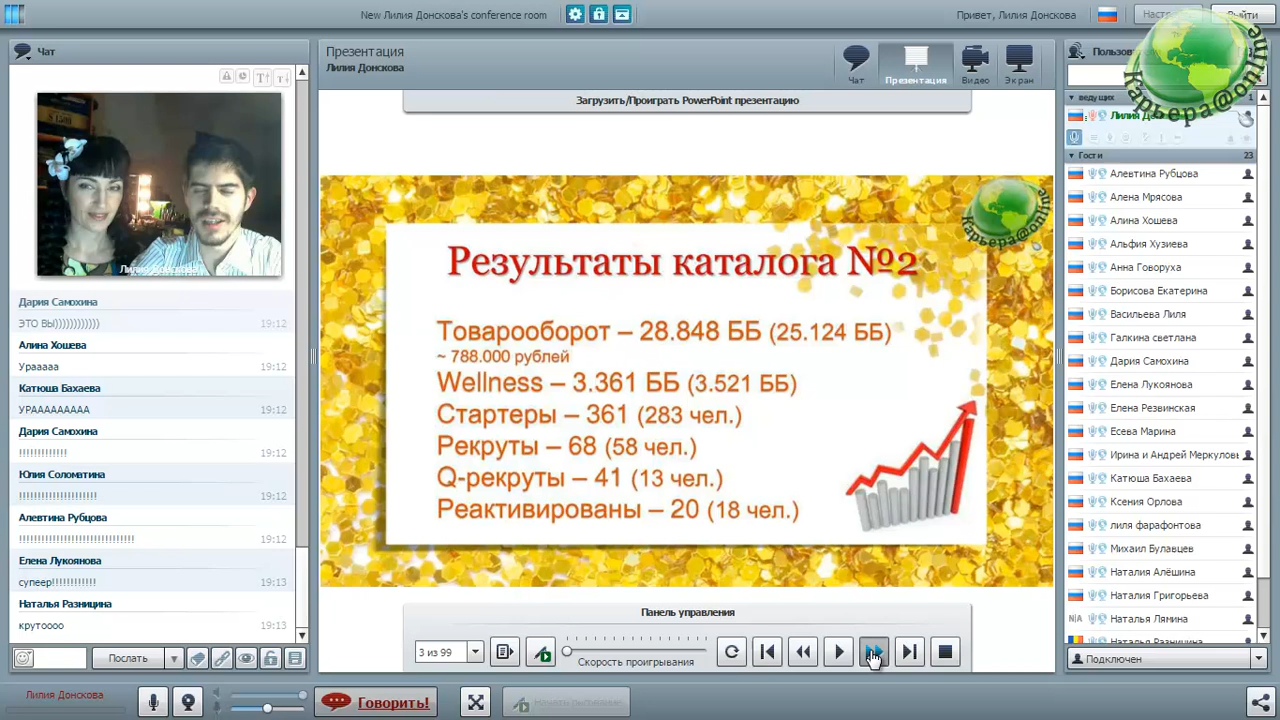 New Лилия Донскова's conference room
Привет, Лилия Донскова
Выйти
Чат
Лилия Донскова
Дария Самохина
ЭТО ВЫ))))))))))))
19:12
Алина Хошева
Ураааaa
19:12
Катюша Бахаева
УРААААААААА
19:12
Дария Самохина
!!!!!!!!!!!!!
19:12
Юлия Соломатина
!!!!!!!!!!!!!!!!!!!!!
19:12
Алевтина Рубцова
!!!!!!!!!!!!!!!!!!!!!!!!!!!!!
19:12
Елена Лукоянова
супеер!!!!!!!!!!!
19:13
Наталья Разницина
крутоооо
19:13
Послать
Презентация
Лилия Донскова
Чат
Презентация
Видео
Экран
Загрузить/Проиграть PowerPoint презентацию
Результаты каталога №2
Товарооборот – 28.848 ББ (25.124 ББ)
~ 788.000 рублей
Wellness – 3.361 ББ (3.521 ББ)
Стартеры – 361 (283 чел.)
Рекруты – 68 (58 чел.)
Q-рекруты – 41 (13 чел.)
Реактивированы – 20 (18 чел.)
Панель управления
3 из 99
Скорость проигрывания
Карьера@online
ведущих 1
Гости 23
Алевтина Рубцова
Алена Мрясова
Алина Хошева
Альфия Хузиева
Анна Говоруха
Борисова Екатерина
Васильева Лиля
Галкина светлана
Дария Самохина
Елена Лукоянова
Елена Резвинская
Есева Марина
Ирина и Андрей Меркуловы
Катюша Бахаева
Ксения Орлова
лиля фарафонтова
Михаил Булавцев
Наталия Алёшина
Наталия Григорьева
N/A Наталья Лямина
Наталья Разницина
Подключен
Лилия Донскова
Говорить!